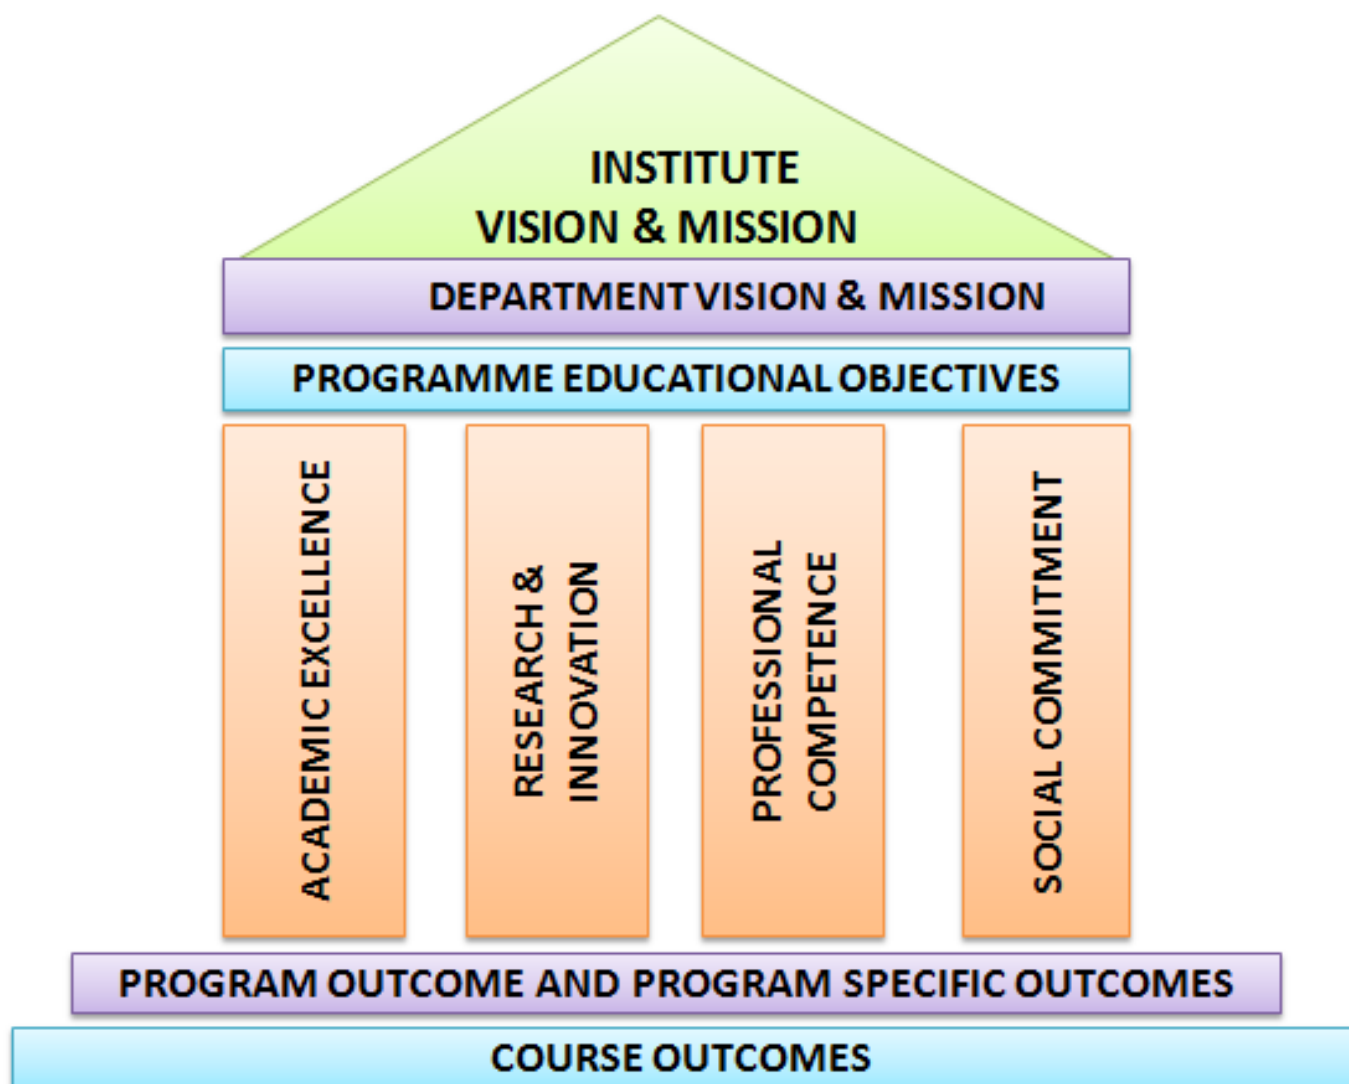 INSTITUTE
VISION & MISSION
DEPARTMENT VISION & MISSION
PROGRAMME EDUCATIONAL OBJECTIVES
ACADEMIC EXCELLENCE
RESEARCH &
INNOVATION
PROFESSIONAL
COMPETENCE
SOCIAL COMMITMENT
PROGRAM OUTCOME AND PROGRAM SPECIFIC OUTCOMES
COURSE OUTCOMES